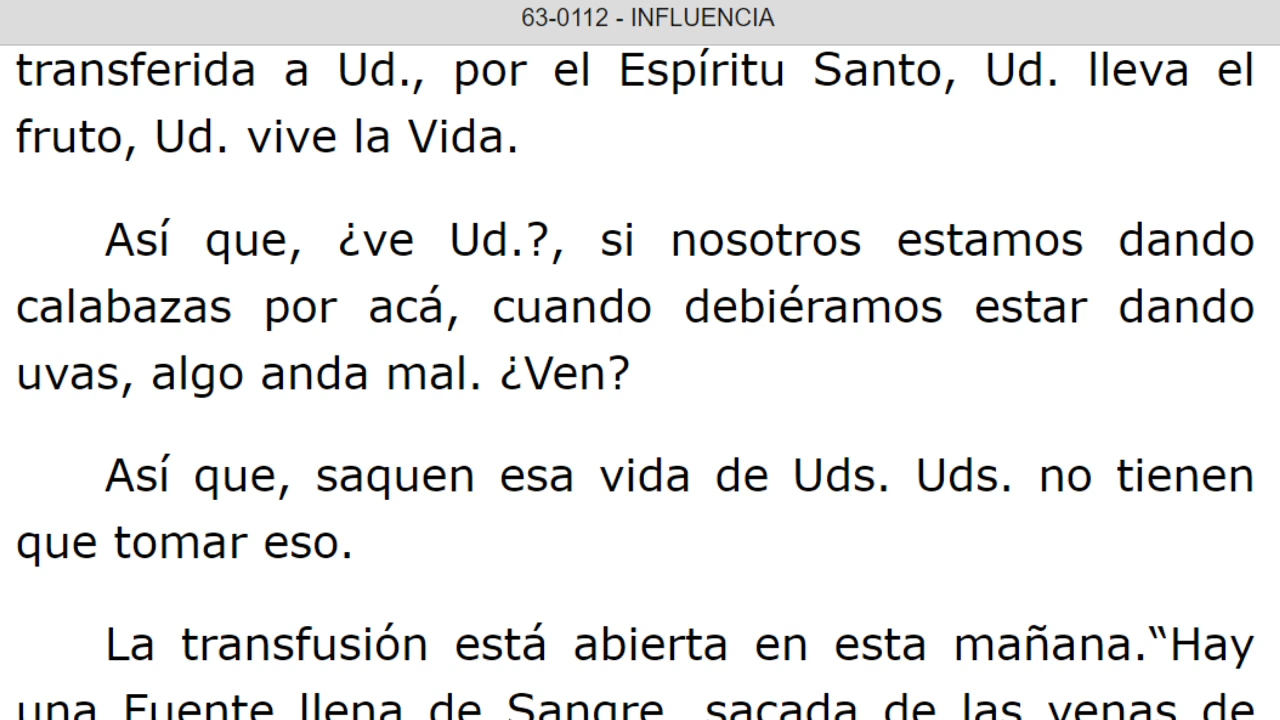 63-0112 - INFLUENCIA
transferida a Ud., por el Espíritu Santo, Ud. lleva el
fruto, Ud. vive la Vida.
Así que, ¿ve Ud.?, si nosotros estamos dando
calabazas por acá, cuando debiéramos estar dando
uvas, algo anda mal. ¿Ven?
Así que, saquen esa vida de Uds. Uds. no tienen
que tomar eso.
La transfusión está abierta en esta mañana.“Hay
una Fuente llena de Sangre, sacada de las venas de